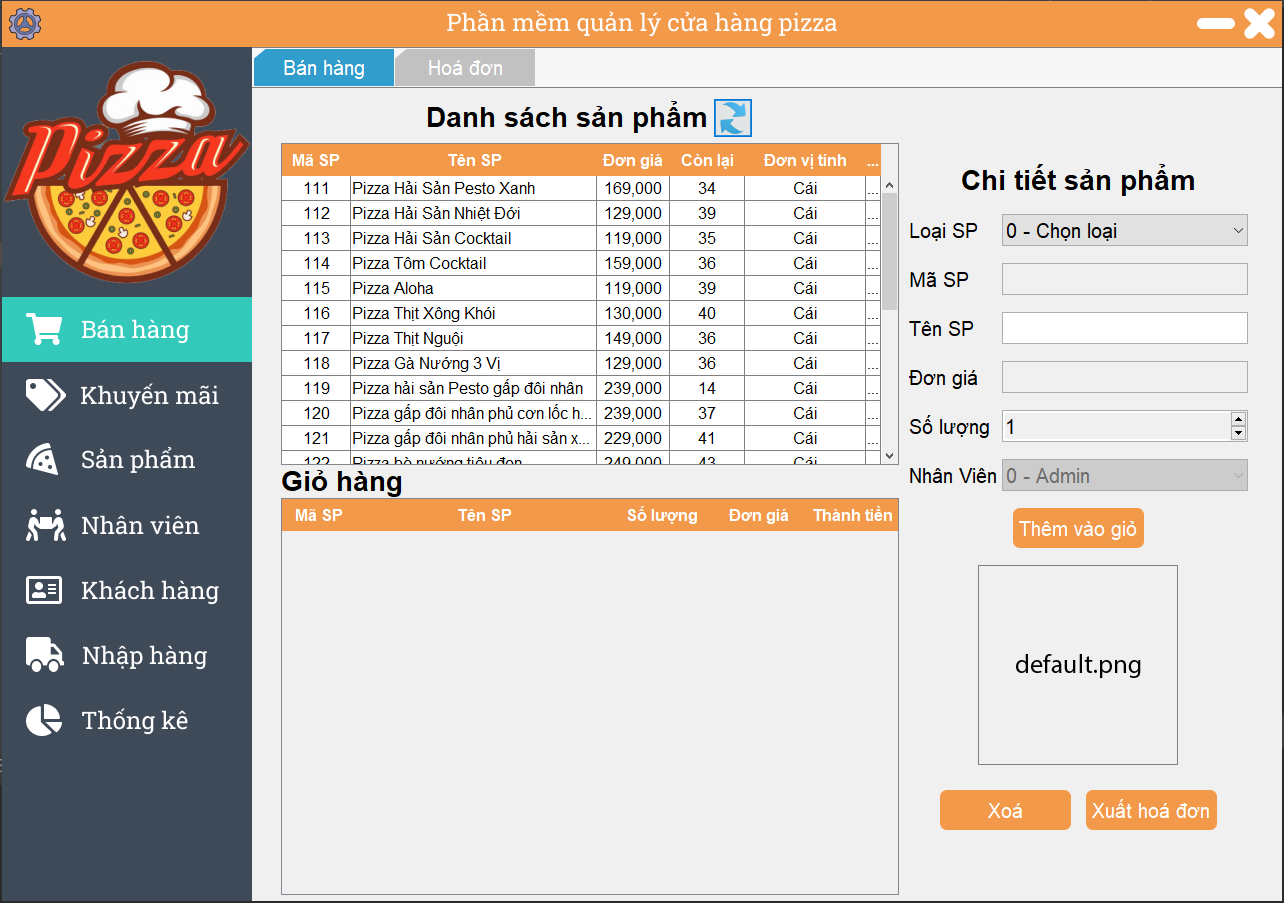 Phần mềm quản lý cửa hàng pizza
Pizza
Bán hàng
Khuyến mãi
Sản phẩm
Nhân viên
Khách hàng
Nhập hàng
Thống kê
Bán hàng Hoá đơn
Danh sách sản phẩm
Mã SP Tên SP Đơn giá Còn lại Đơn vị tính ...
111 Pizza Hải Sản Pesto Xanh 169,000 34 Cái ...
112 Pizza Hải Sản Nhiệt Đới 129,000 39 Cái ...
113 Pizza Hải Sản Cocktail 119,000 35 Cái ...
114 Pizza Tôm Cocktail 159,000 36 Cái ...
115 Pizza Aloha 119,000 39 Cái ...
116 Pizza Thịt Xông Khói 130,000 40 Cái ...
117 Pizza Thịt Nguội 149,000 36 Cái ...
118 Pizza Gà Nướng 3 Vị 129,000 36 Cái ...
119 Pizza hải sản Pesto gấp đôi nhân 239,000 14 Cái ...
120 Pizza gấp đôi nhân phủ cơn lốc h... 239,000 37 Cái ...
121 Pizza gấp đôi nhân phủ hải sản x... 229,000 41 Cái ...
122 Pizza bò nướng tiêu đen 249,000 43 Cái
Giỏ hàng
Mã SP Tên SP Số lượng Đơn giá Thành tiền
Chi tiết sản phẩm
Loại SP 0 - Chọn loại
Mã SP
Tên SP
Đơn giá
Số lượng 1
Nhân Viên 0 - Admin
Thêm vào giỏ
default.png
Xoá Xuất hoá đơn